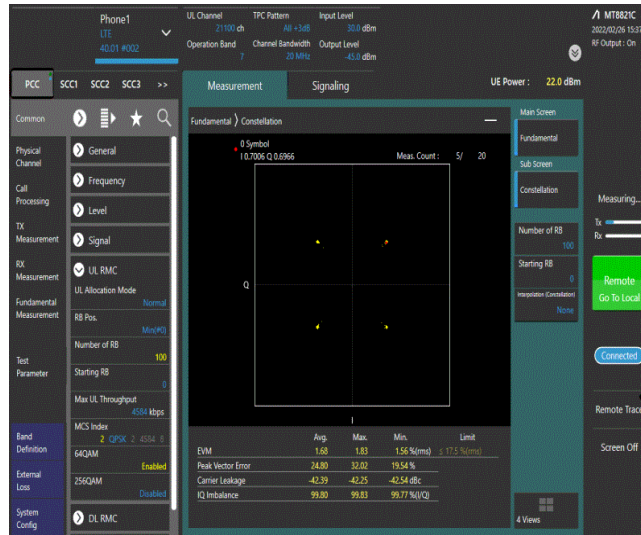 Phone1
LTE
40.01 #002
UL Channel
21100 ch
TPC Pattern
All +3dB
Input Level
30.0 dBm
Operation Band
7
Channel Bandwidth
20 MHz
Output Level
-45.0 dBm
MT8821C
2022/02/26 15:37
RF Output : On
PCC SCC1 SCC2 SCC3 >>
Measurement
Signaling
UE Power : 22.0 dBm
Common
Physical Channel
Call Processing
TX Measurement
RX Measurement
Fundamental Measurement
Test Parameter
Band Definition
External Loss
System Config
General
Frequency
Level
Signal
UL RMC
UL Allocation Mode
Normal
RB Pos.
Min(#0)
Number of RB
100
Starting RB
0
Max UL Throughput
4584 kbps
MCS Index
2 QPSK 2 4584 8
64QAM
Enabled
256QAM
Disabled
DL RMC
Fundamental ⟩ Constellation
0 Symbol
I 0.7006 Q 0.6966
Meas. Count : 5/ 20
Q
I
Avg. Max. Min. Limit
EVM 1.68 1.83 1.56 %(rms) ≤ 17.5 %(rms)
Peak Vector Error 24.80 32.02 19.54 %
Carrier Leakage -42.39 -42.25 -42.54 dBc
IQ Imbalance 99.80 99.83 99.77 %(I/Q)
Main Screen
Fundamental
Sub Screen
Constellation
Number of RB
100
Starting RB
0
Interpolation (Constellation)
None
4 Views
Measuring...
Tx
Rx
Remote
Go To Local
Connected
Remote Trace
Screen Off